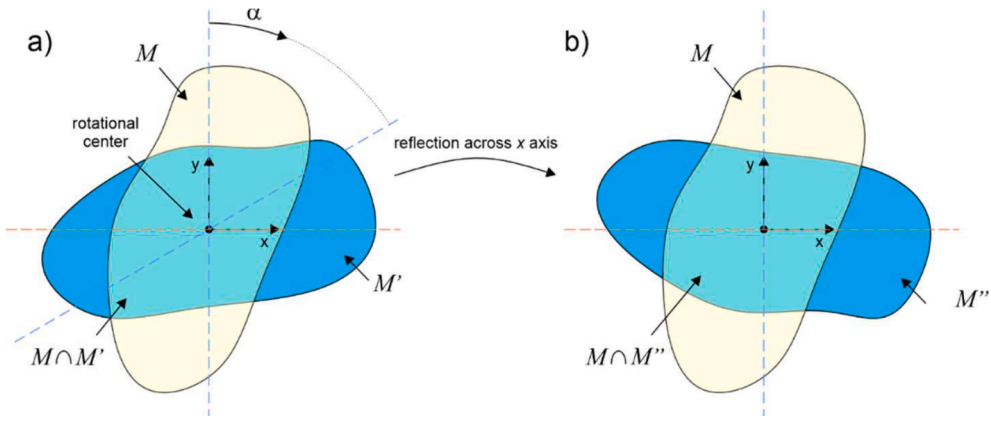 a)
α
M
rotational
center
y
x
M'
M∩M'
reflection across x axis
b)
M
y
x
M"
M∩M"